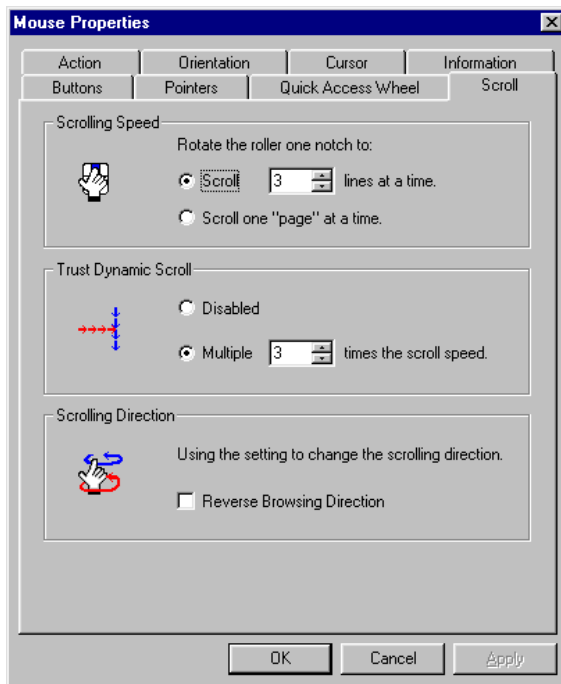 Mouse Properties
Action Orientation Cursor Information
Buttons Pointers Quick Access Wheel Scroll
Scrolling Speed
Rotate the roller one notch to:
Scroll 3 lines at a time.
Scroll one "page" at a time.
Trust Dynamic Scroll
Disabled
Multiple 3 times the scroll speed.
Scrolling Direction
Using the setting to change the scrolling direction.
Reverse Browsing Direction
OK Cancel Apply